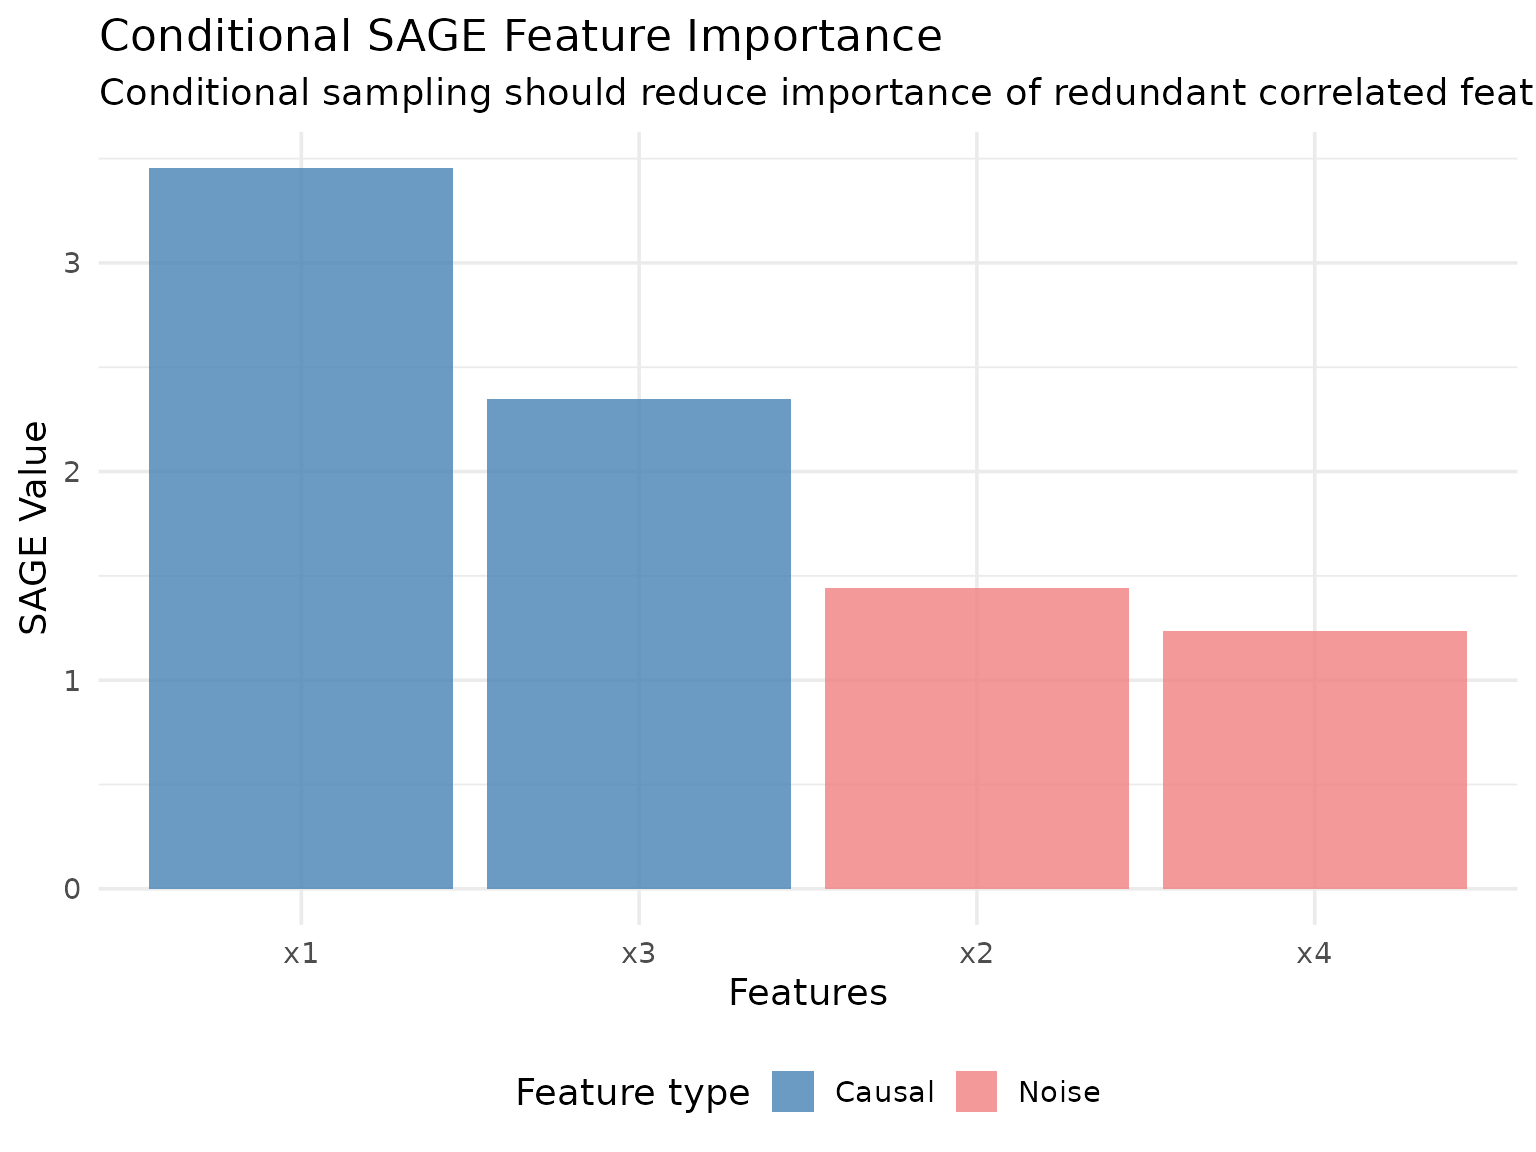 Conditional SAGE Feature Importance
Conditional sampling should reduce importance of redundant correlated feat
SAGE Value
3
2
1
0
x1 x3 x2 x4
Features
Feature type Causal Noise